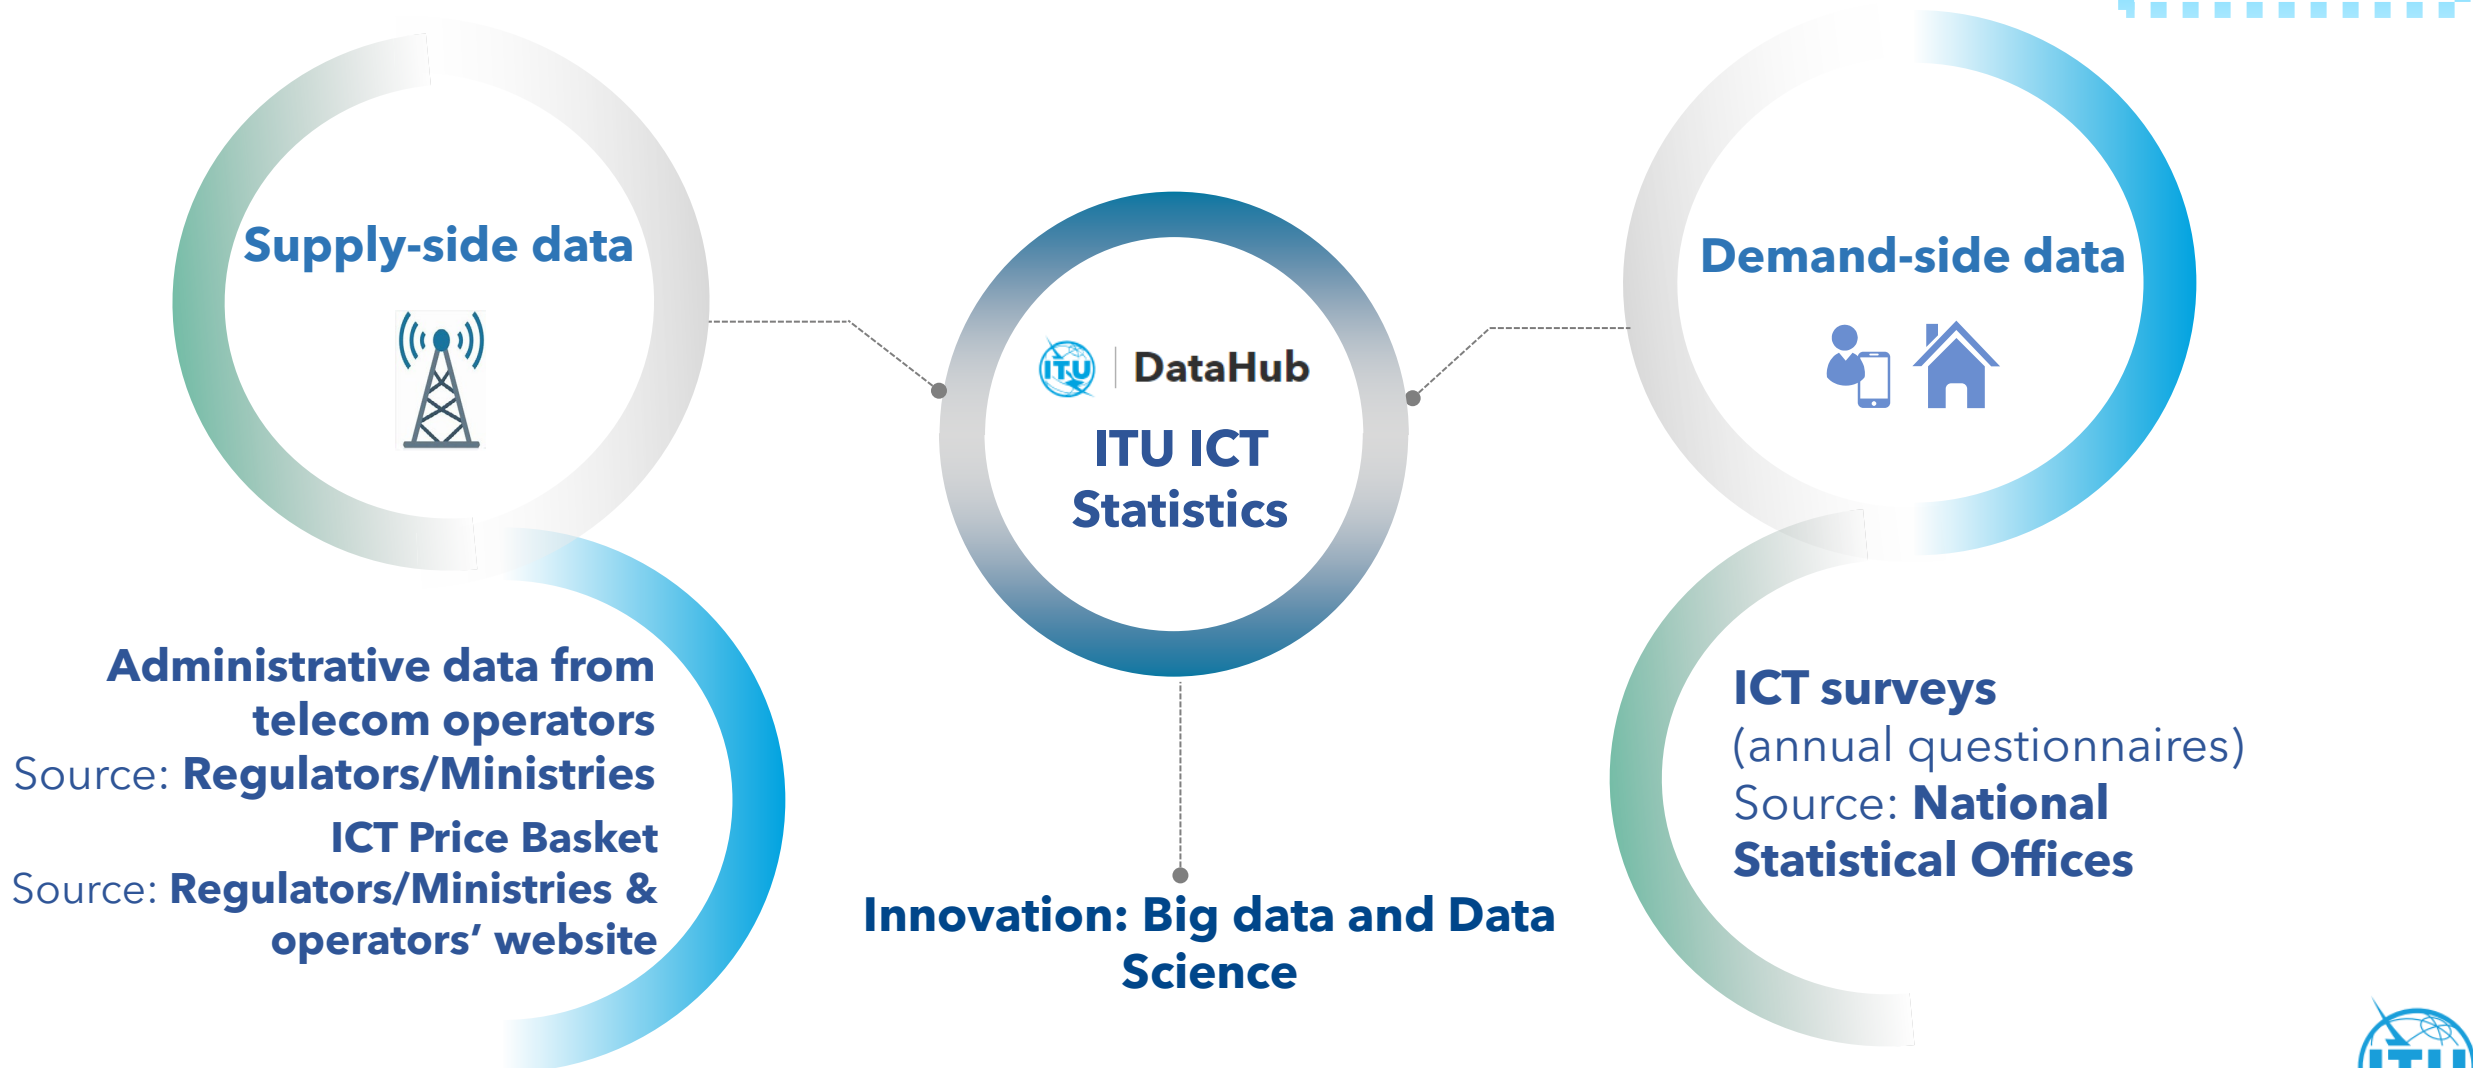 Supply-side data
Administrative data from
telecom operators
Source: Regulators/Ministries
ICT Price Basket
Source: Regulators/Ministries &
operators’ website
ITU
DataHub
ITU ICT
Statistics
Innovation: Big data and Data
Science
Demand-side data
ICT surveys
(annual questionnaires)
Source: National
Statistical Offices
ITU